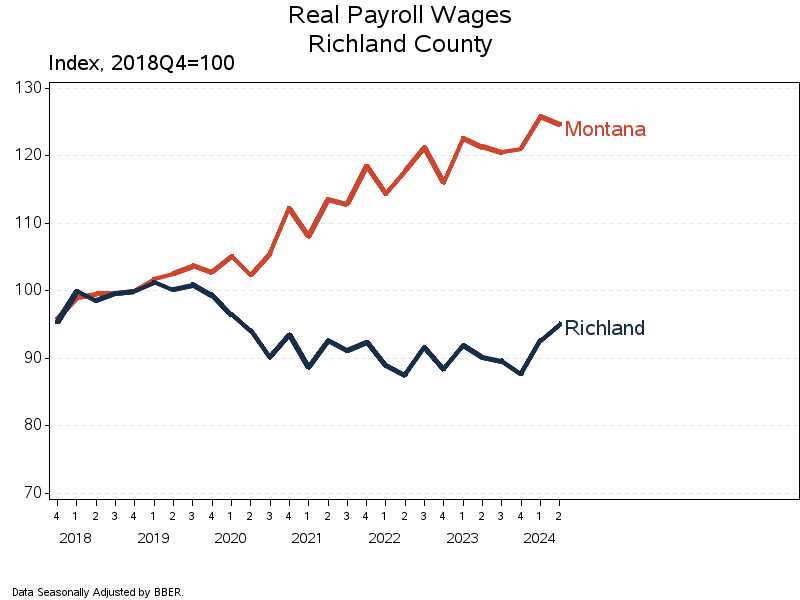 Real Payroll Wages
Richland County
Index, 2018Q4=100
130
120
110
100
90
80
70
Montana
Richland
4 1 2 3 4 1 2 3 4 1 2 3 4 1 2 3 4 1 2 3 4 1 2 3 4 1 2
2018 2019 2020 2021 2022 2023 2024
Data Seasonally Adjusted by BBER.